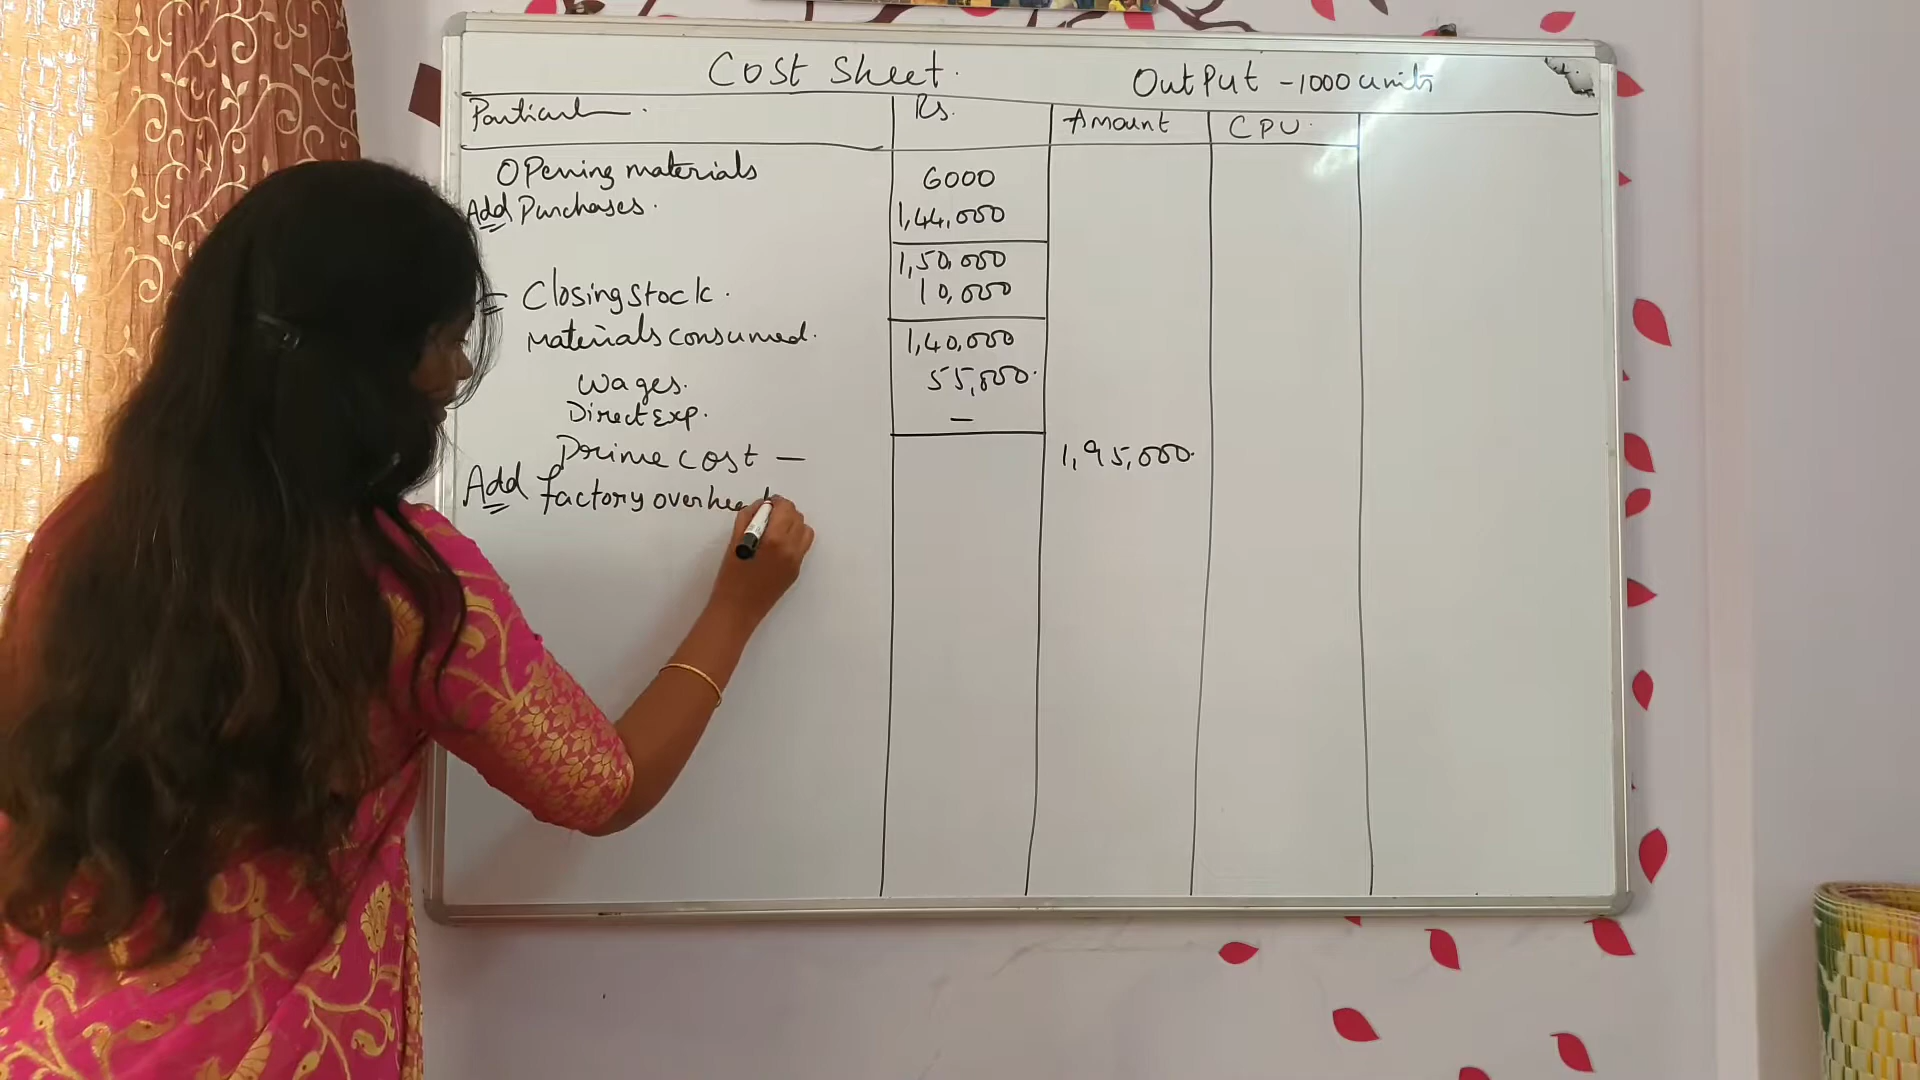 Cost Sheet. Output - 1000 units
Particular. Rs. Amount CPU.
Opening materials 6000
Add Purchases. 1,44,000
1,50,000
- Closing stock. 10,000
Materials consumed. 1,40,000
Wages. 55,000.
Direct Exp. —
Prime cost — 1,95,000.
Add factory overhead